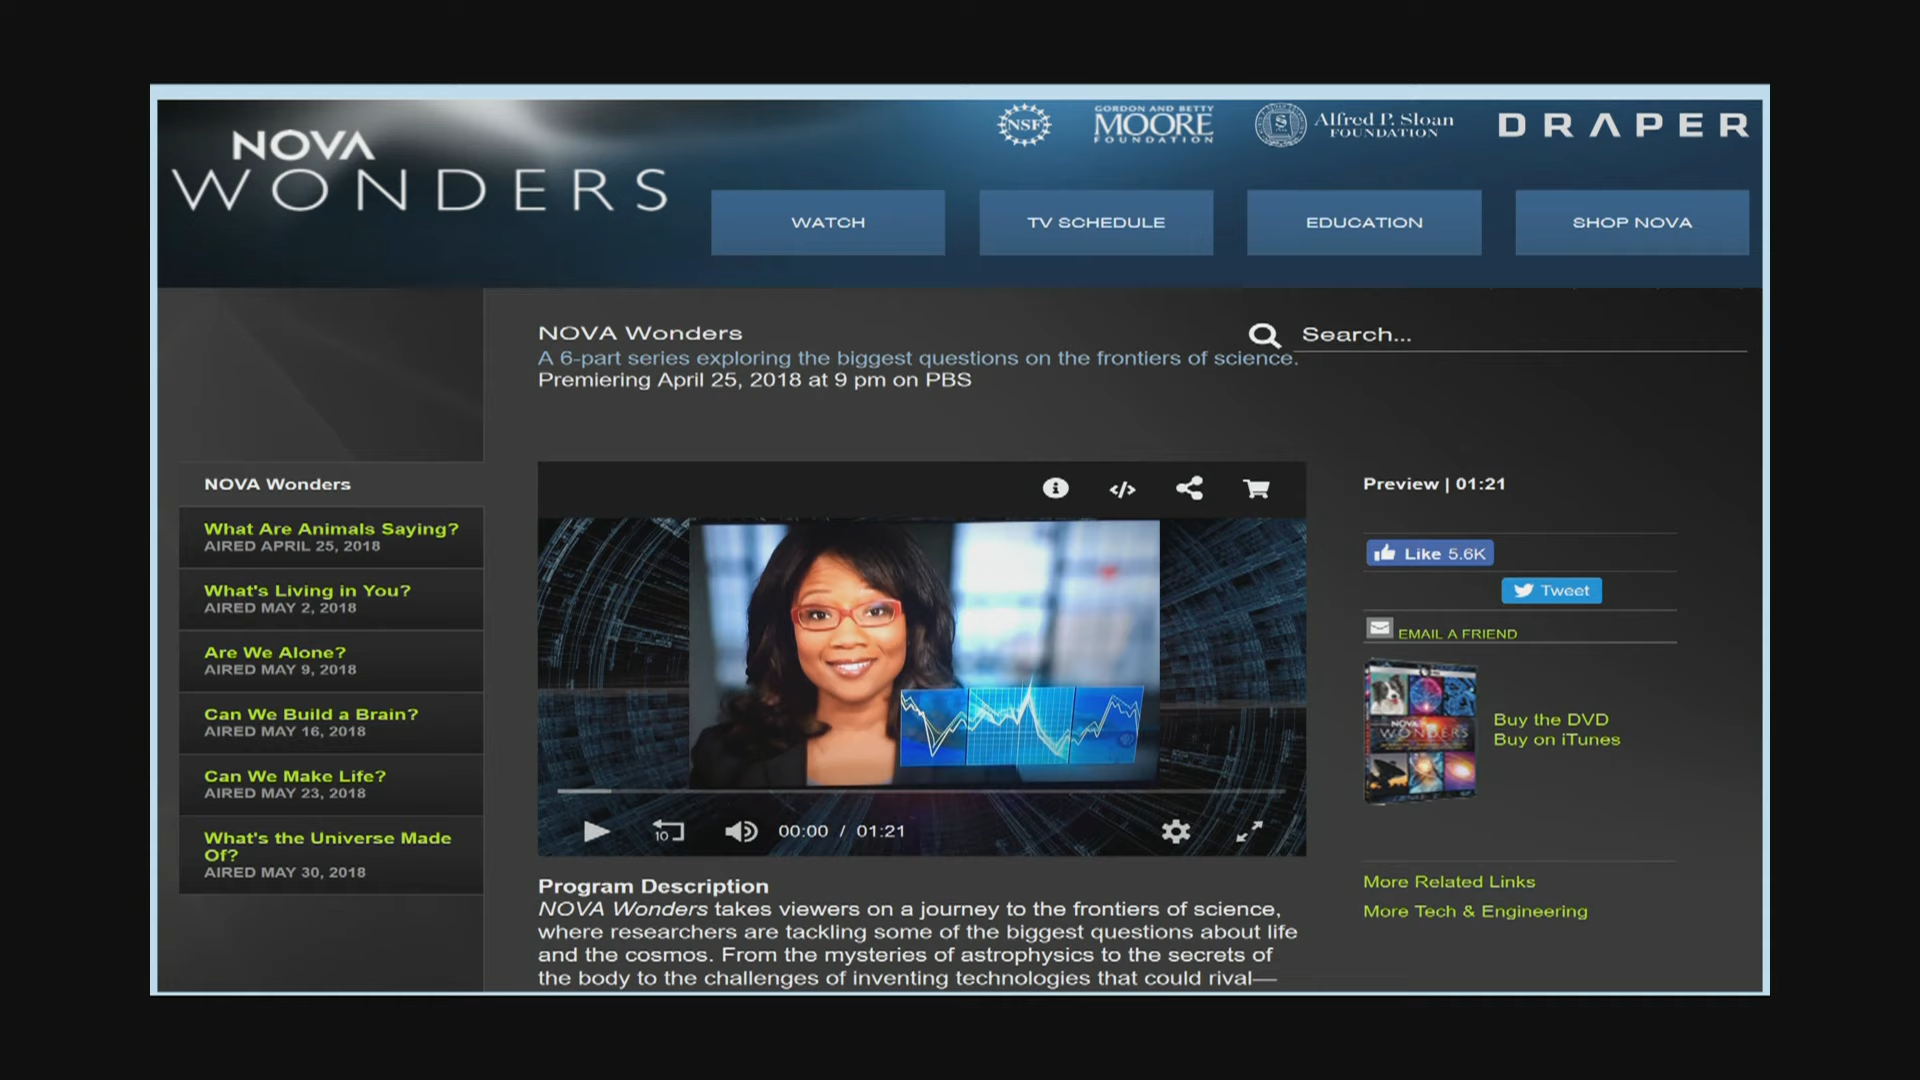 NOVA
WONDERS
NSF
GORDON AND BETTY
MOORE
FOUNDATION
Alfred P. Sloan
FOUNDATION
DRAPER
WATCH
TV SCHEDULE
EDUCATION
SHOP NOVA
NOVA Wonders
A 6-part series exploring the biggest questions on the frontiers of science.
Premiering April 25, 2018 at 9 pm on PBS
Search...
NOVA Wonders
What Are Animals Saying?
AIRED APRIL 25, 2018
What's Living in You?
AIRED MAY 2, 2018
Are We Alone?
AIRED MAY 9, 2018
Can We Build a Brain?
AIRED MAY 16, 2018
Can We Make Life?
AIRED MAY 23, 2018
What's the Universe Made
Of?
AIRED MAY 30, 2018
</>
10
00:00 / 01:21
Program Description
NOVA Wonders takes viewers on a journey to the frontiers of science,
where researchers are tackling some of the biggest questions about life
and the cosmos. From the mysteries of astrophysics to the secrets of
the body to the challenges of inventing technologies that could rival—
Preview | 01:21
Like 5.6K
Tweet
EMAIL A FRIEND
NOVA
WONDERS
Buy the DVD
Buy on iTunes
More Related Links
More Tech & Engineering